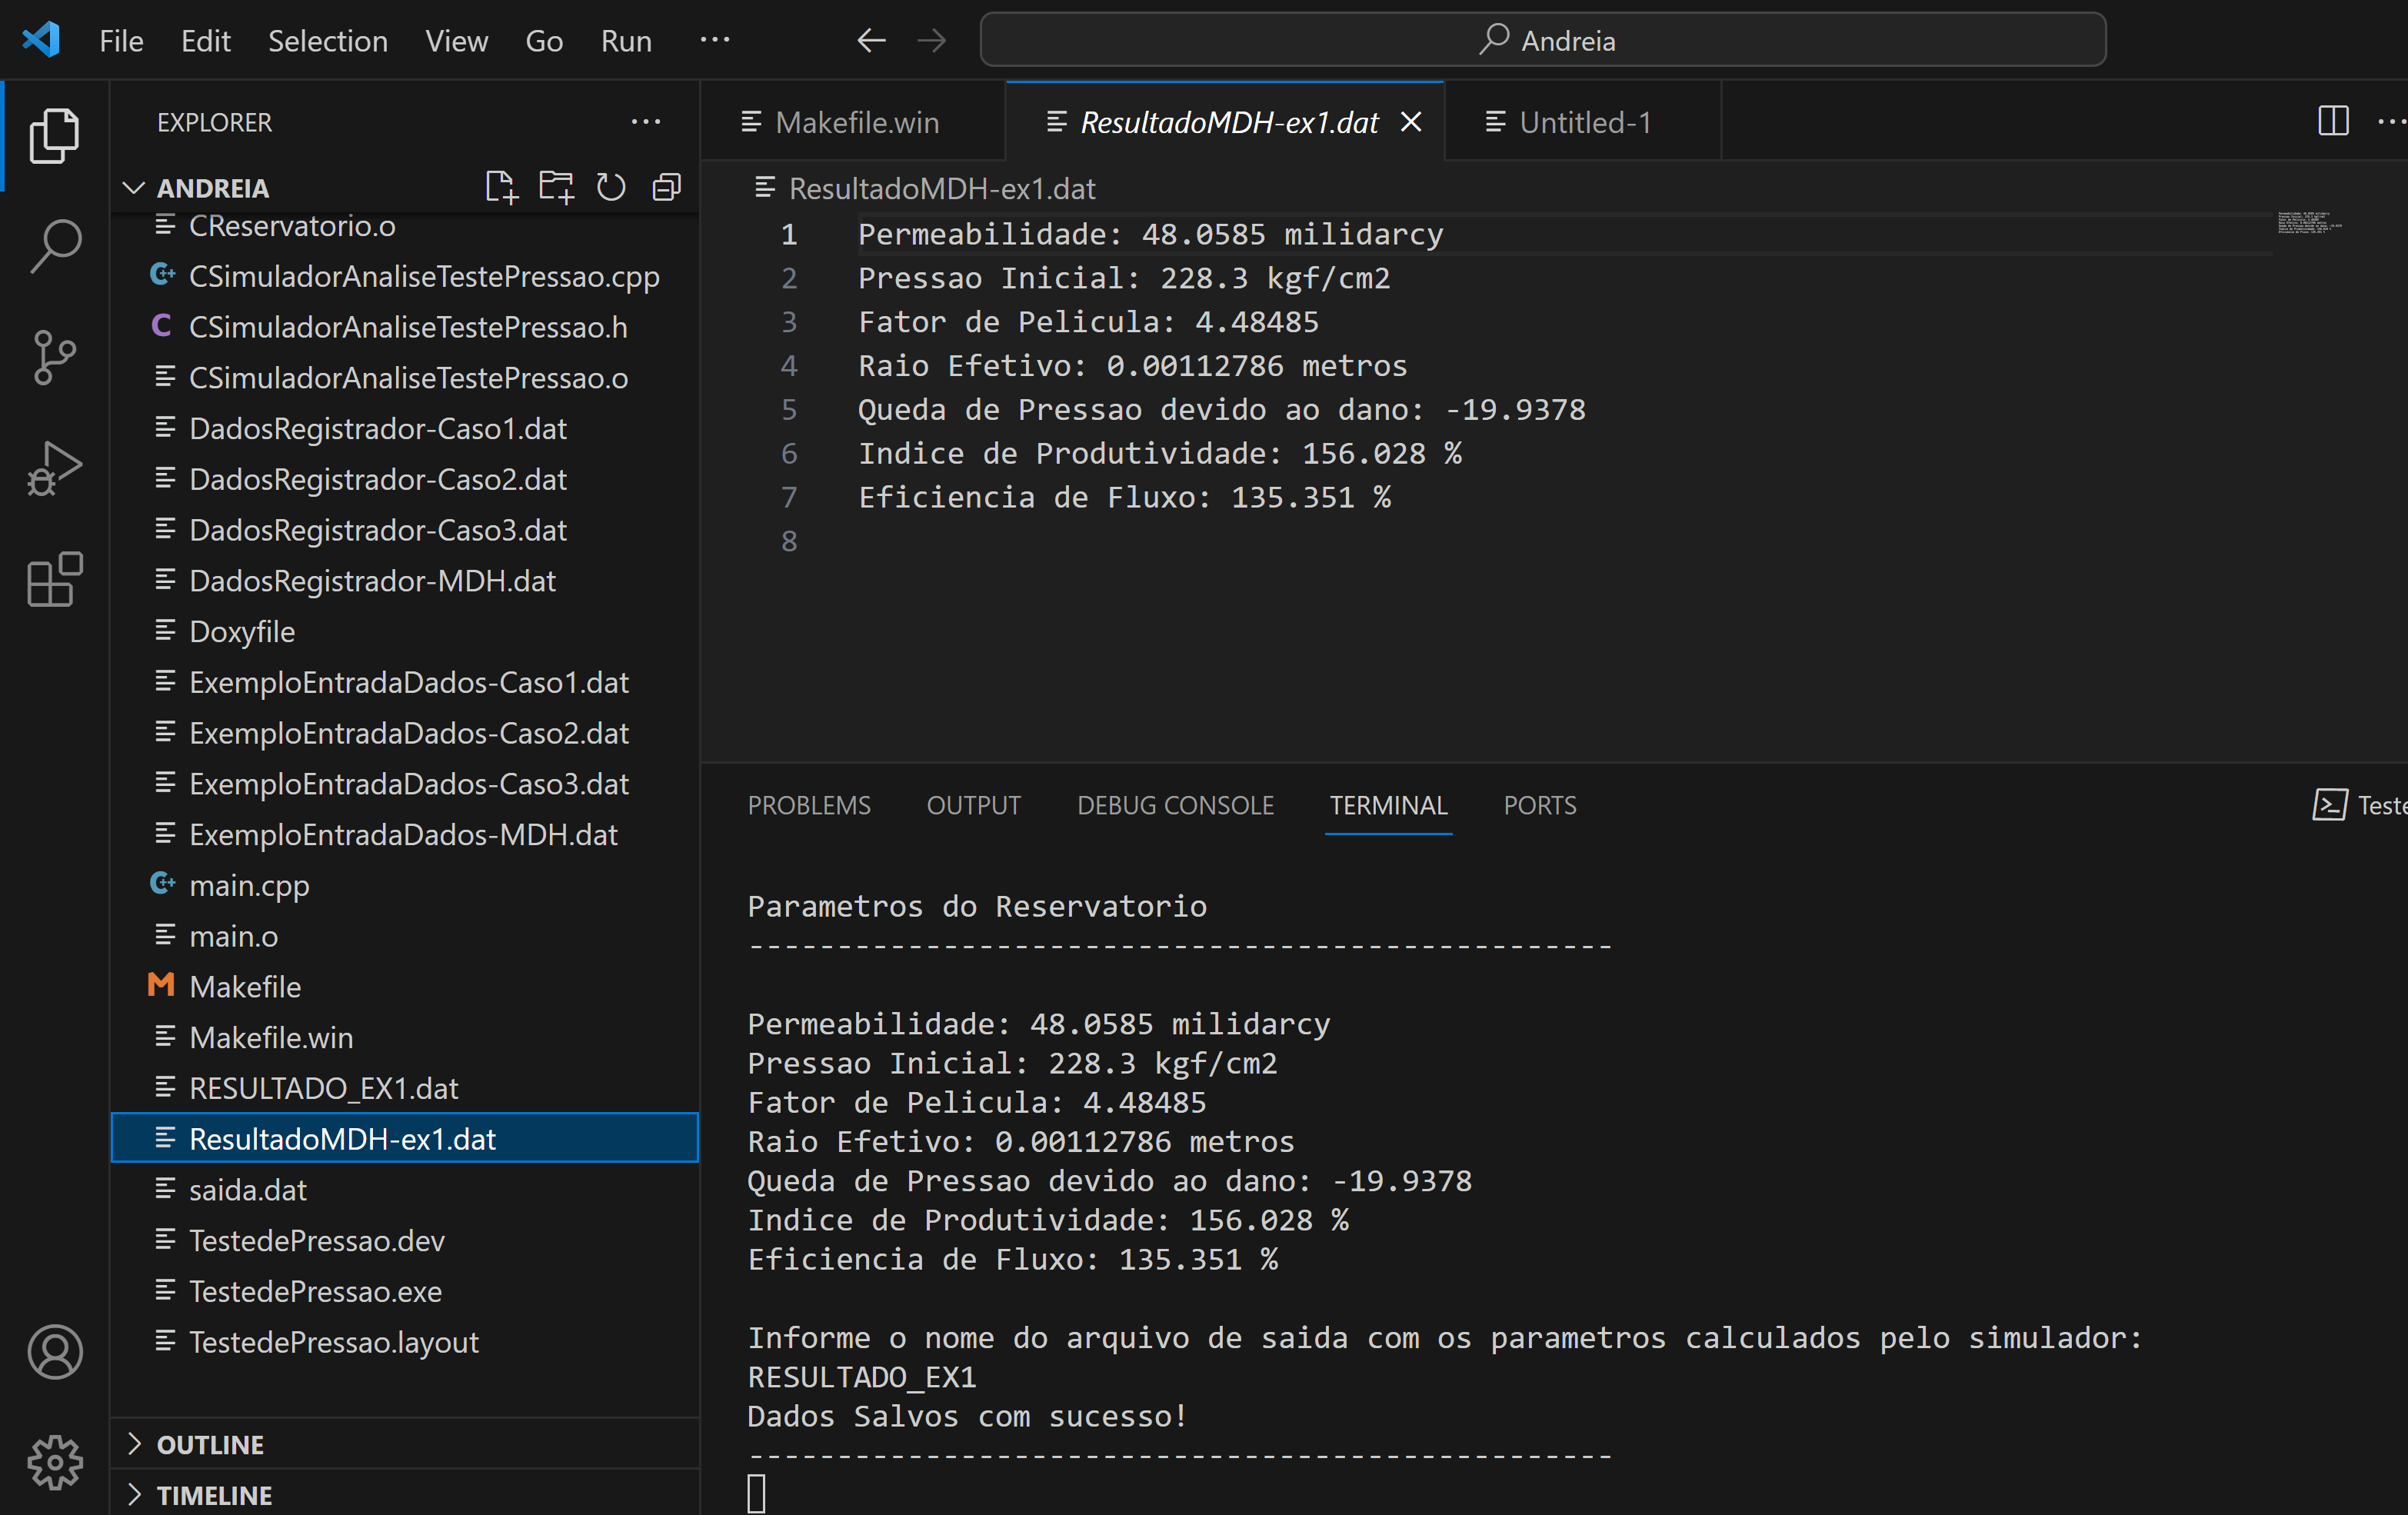 File Edit Selection View Go Run ···
Andreia
EXPLORER
ANDREIA
CReservatorio.o
CSimuladorAnaliseTestePressao.cpp
CSimuladorAnaliseTestePressao.h
CSimuladorAnaliseTestePressao.o
DadosRegistrador-Caso1.dat
DadosRegistrador-Caso2.dat
DadosRegistrador-Caso3.dat
DadosRegistrador-MDH.dat
Doxyfile
ExemploEntradaDados-Caso1.dat
ExemploEntradaDados-Caso2.dat
ExemploEntradaDados-Caso3.dat
ExemploEntradaDados-MDH.dat
main.cpp
main.o
Makefile
Makefile.win
RESULTADO_EX1.dat
ResultadoMDH-ex1.dat
saida.dat
TestedePressao.dev
TestedePressao.exe
TestedePressao.layout
OUTLINE
TIMELINE
Makefile.win ResultadoMDH-ex1.dat Untitled-1
ResultadoMDH-ex1.dat
1 Permeabilidade: 48.0585 milidarcy
2 Pressao Inicial: 228.3 kgf/cm2
3 Fator de Pelicula: 4.48485
4 Raio Efetivo: 0.00112786 metros
5 Queda de Pressao devido ao dano: -19.9378
6 Indice de Produtividade: 156.028 %
7 Eficiencia de Fluxo: 135.351 %
8
PROBLEMS OUTPUT DEBUG CONSOLE TERMINAL PORTS Teste
Parametros do Reservatorio
-------------------------------------------------
Permeabilidade: 48.0585 milidarcy
Pressao Inicial: 228.3 kgf/cm2
Fator de Pelicula: 4.48485
Raio Efetivo: 0.00112786 metros
Queda de Pressao devido ao dano: -19.9378
Indice de Produtividade: 156.028 %
Eficiencia de Fluxo: 135.351 %
Informe o nome do arquivo de saida com os parametros calculados pelo simulador:
RESULTADO_EX1
Dados Salvos com sucesso!
-------------------------------------------------